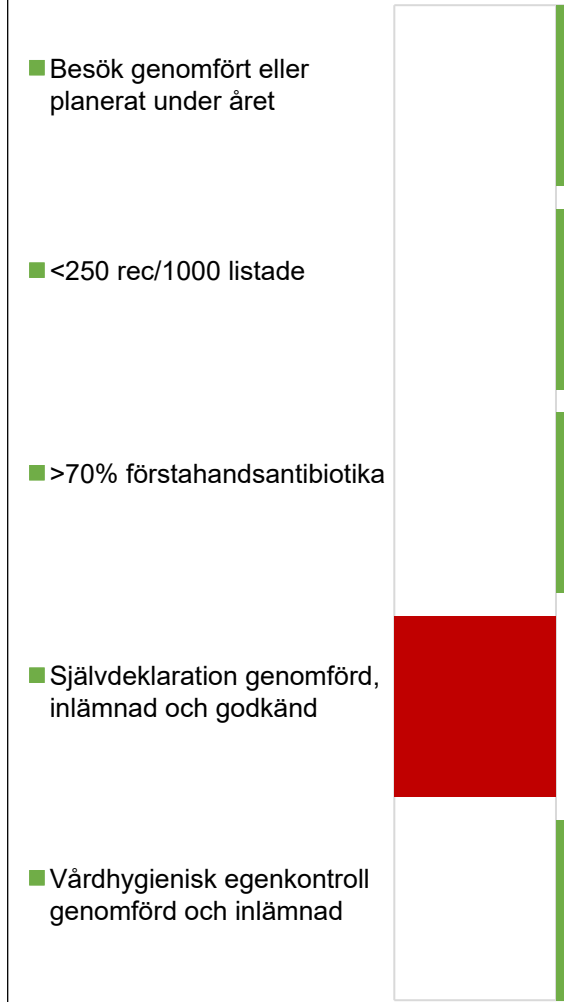 Besök genomfört eller
planerat under året
<250 rec/1000 listade
>70% förstahandsantibiotika
Självdeklaration genomförd,
inlämnad och godkänd
Vårdhygienisk egenkontroll
genomförd och inlämnad